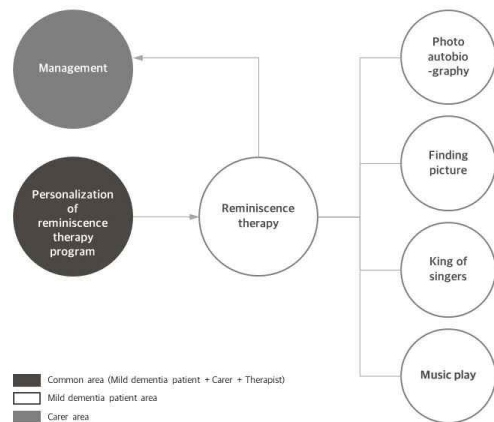 Management
Personalization
of
reminiscence
therapy
program
Reminiscence
therapy
Photo
autobio
-graphy
Finding
picture
King of
singers
Music play
Common area (Mild dementia patient + Carer + Therapist)
Mild dementia patient area
Carer area